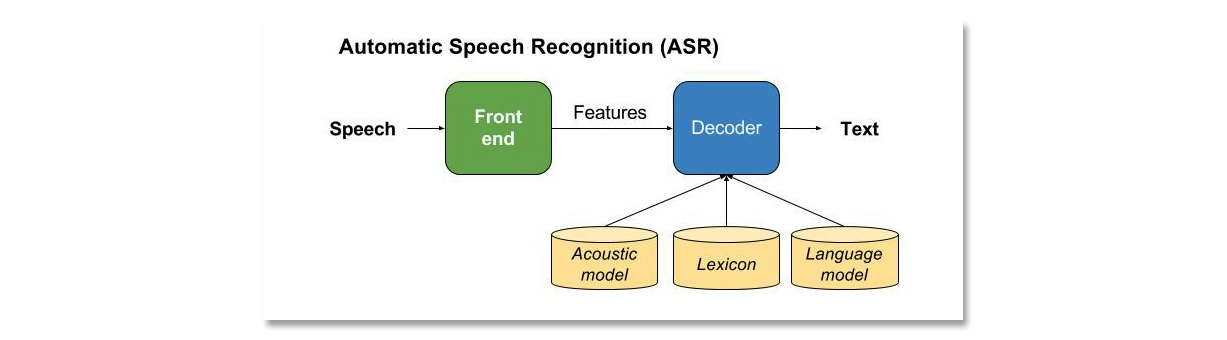 Automatic Speech Recognition (ASR)
Speech
Front
end
Features
Decoder
Text
Acoustic
model
Lexicon
Language
model